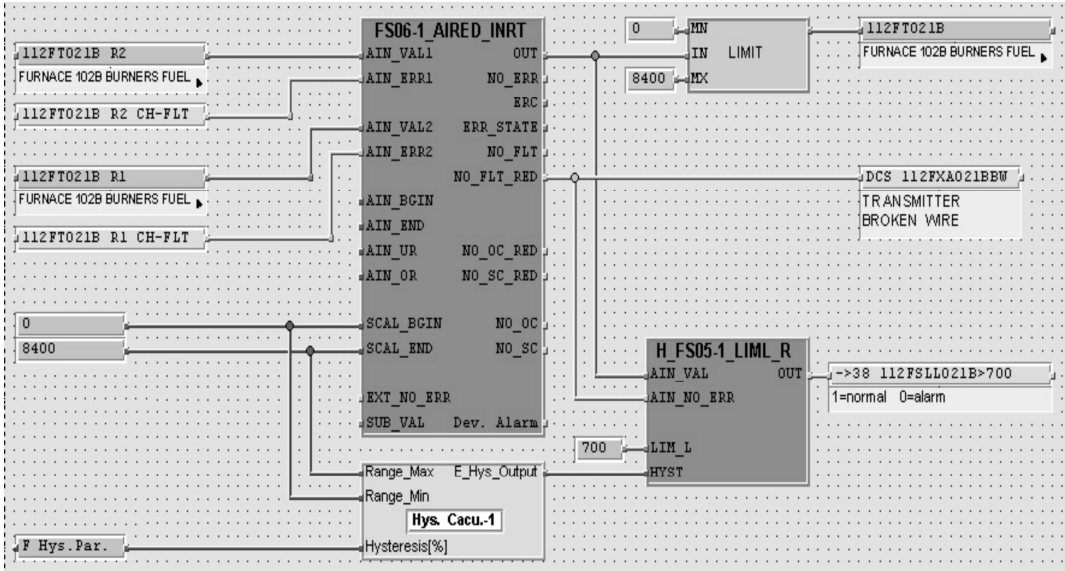 112FT021B R2
FURNACE 102B BURNERS FUEL
112FT021B R2 CH-FLT
112FT021B R1
FURNACE 102B BURNERS FUEL
112FT021B R1 CH-FLT
0
8400
F Hys.Par.
FS06-1_AIRED_INRT
AIN_VAL1 OUT
AIN_ERR1 NO_ERR
ERC
AIN_VAL2 ERR_STATE
AIN_ERR2 NO_FLT
NO_FLT_RED
AIN_BGIN
AIN_END
AIN_UR NO_OC_RED
AIN_OR NO_SC_RED
SCAL_BGIN NO_OC
SCAL_END NO_SC
EXT_NO_ERR
SUB_VAL Dev. Alarm
Range_Max E_Hys_Output
Range_Min
Hys. Cacu.-1
Hysteresis[%]
0
8400
MN
IN LIMIT
MX
112FT021B
FURNACE 102B BURNERS FUEL
DCS 112FXA021BBW
TRANSMITTER
BROKEN WIRE
H_FS05-1_LIML_R
AIN_VAL OUT
AIN_NO_ERR
700
LIM_L
HYST
->38 112FSLL021B>700
1=normal 0=alarm